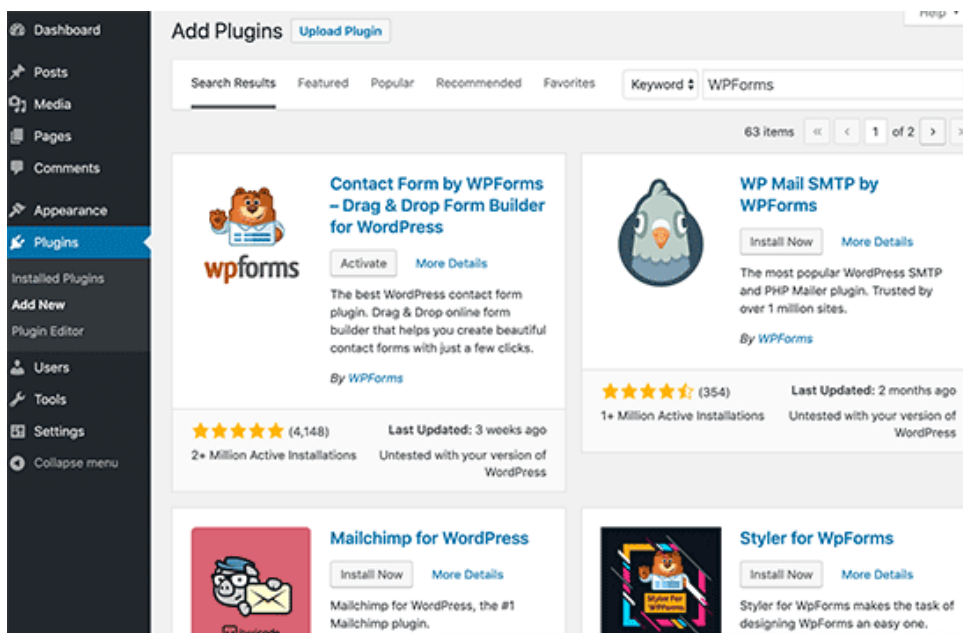 Dashboard
Posts
Media
Pages
Comments
Appearance
Plugins
Installed Plugins
Add New
Plugin Editor
Users
Tools
Settings
Collapse menu
Help
Add Plugins
Upload Plugin
Search Results Featured Popular Recommended Favorites Keyword WPForms
63 items « ‹ 1 of 2 ›
wpforms
Contact Form by WPForms
– Drag & Drop Form Builder
for WordPress
Activate More Details
The best WordPress contact form
plugin. Drag & Drop online form
builder that helps you create beautiful
contact forms with just a few clicks.
By WPForms
(4,148) Last Updated: 3 weeks ago
2+ Million Active Installations Untested with your version of
WordPress
WP Mail SMTP by
WPForms
Install Now More Details
The most popular WordPress SMTP
and PHP Mailer plugin. Trusted by
over 1 million sites.
By WPForms
(354) Last Updated: 2 months ago
1+ Million Active Installations Untested with your version of
WordPress
Mailchimp for WordPress
Install Now More Details
Mailchimp for WordPress, the #1
Mailchimp plugin.
Styler For
WPForms
Styler for WpForms
Install Now More Details
Styler for WpForms makes the task of
designing WpForms an easy one.